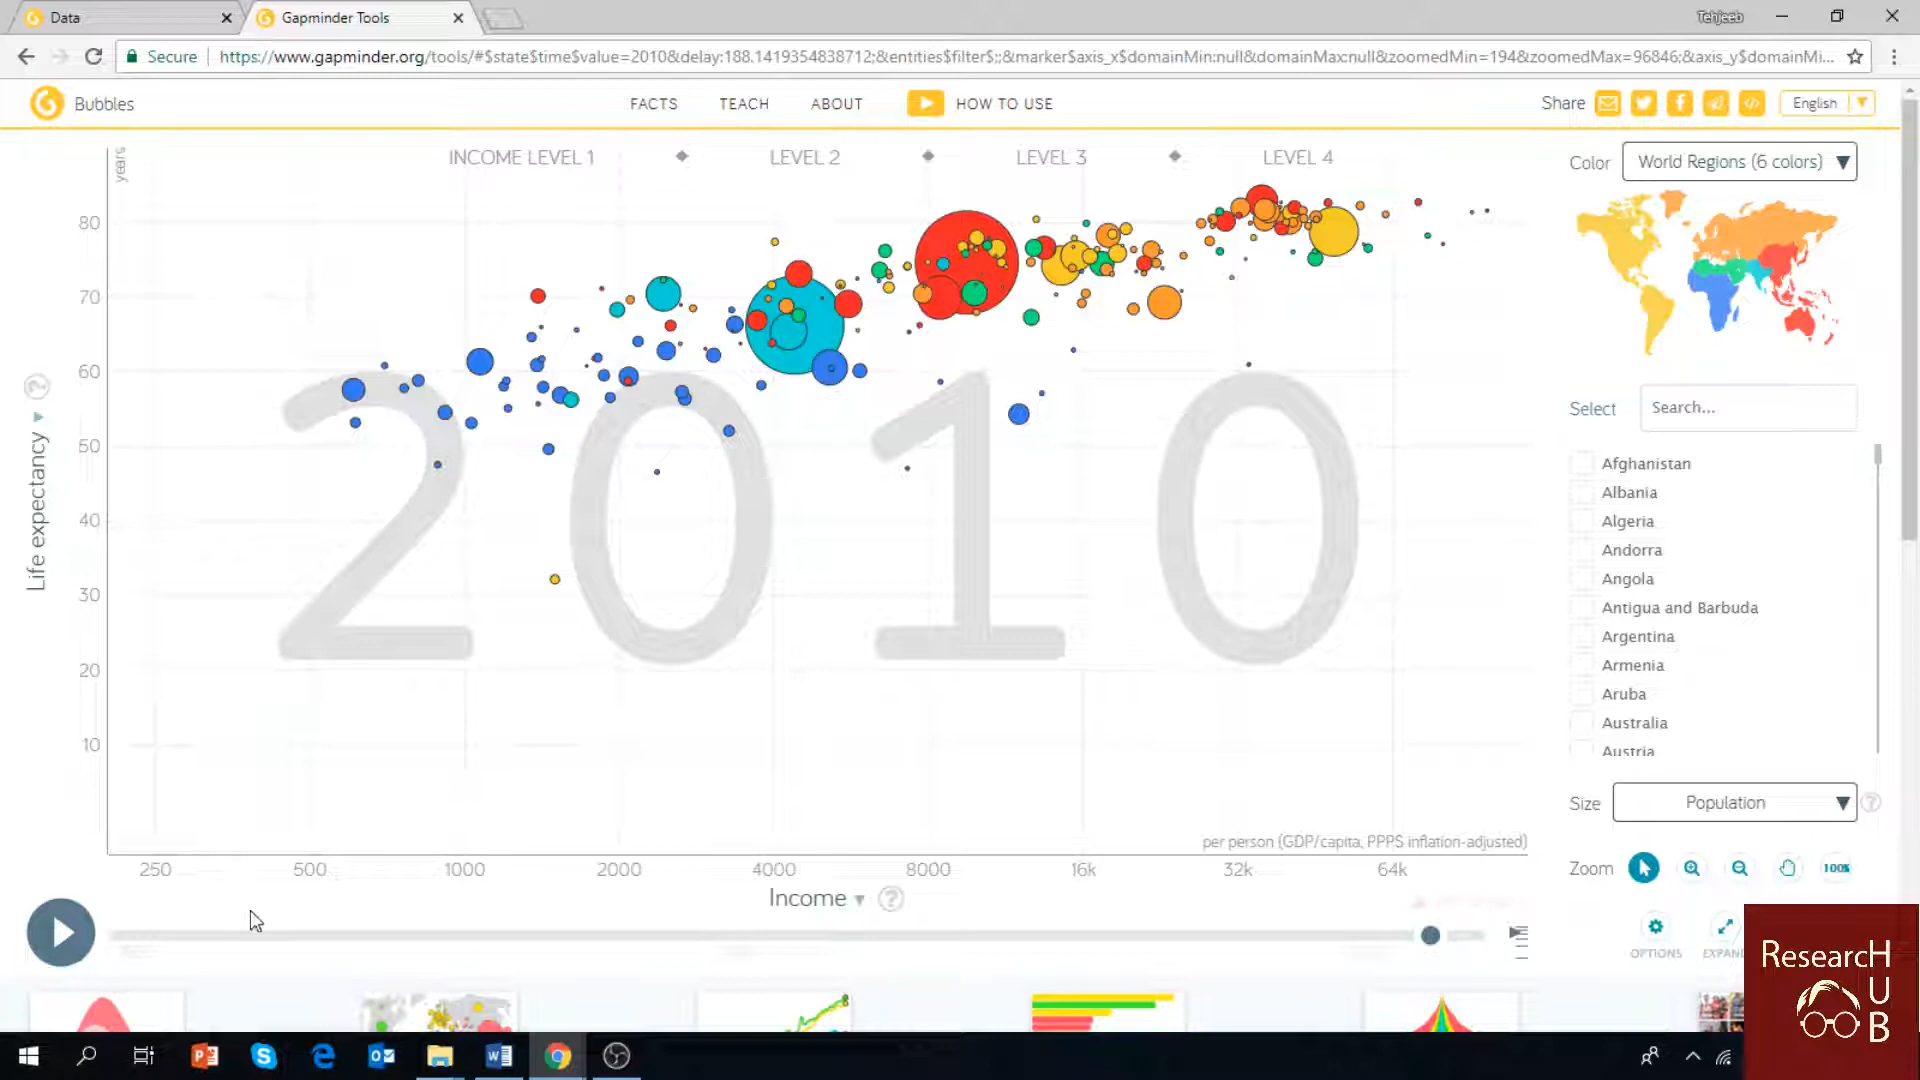 Data
Gapminder Tools
Tehjeeb
Secure
https://www.gapminder.org/tools/#$state$time$value=2010&delay:188.1419354838712;&entities$filter$;;&marker$axis_x$domainMin:null&domainMax:null&zoomedMin=194&zoomedMax=96846;&axis_y$domainMi...
Bubbles
FACTS
TEACH
ABOUT
HOW TO USE
Share
English
years
INCOME LEVEL 1
LEVEL 2
LEVEL 3
LEVEL 4
Color
World Regions (6 colors)
80
70
60
50
40
30
20
10
Life expectancy
2010
Select
Search...
Afghanistan
Albania
Algeria
Andorra
Angola
Antigua and Barbuda
Argentina
Armenia
Aruba
Australia
Austria
Size
Population
?
per person (GDP/capita, PPP$ inflation-adjusted)
250
500
1000
2000
4000
8000
16k
32k
64k
Zoom
100%
Income
?
OPTIONS
EXPAND
ResearcH
U
B